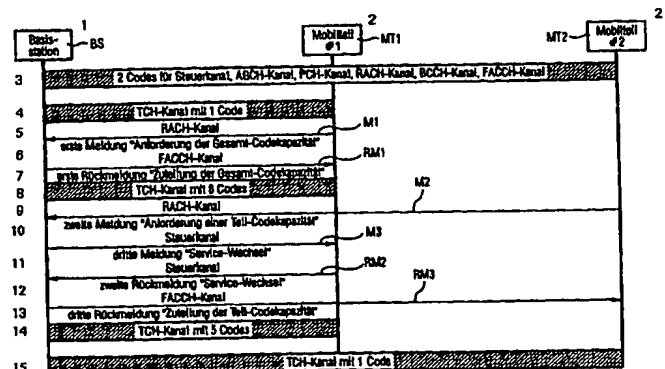 1
Basis-
station
BS
2
Mobilteil
#1
MT1
2
MT2
Mobilteil
#2
3
2 Codes für Steuerkanal, AGCH-Kanal, PCH-Kanal, RACH-Kanal, BCCH-Kanal, FACCH-Kanal
4
TCH-Kanal mit 1 Code
5
RACH-Kanal
M1
erste Meldung "Anforderung der Gesamt-Codekapazität"
6
FACCH-Kanal
RM1
7
erste Rückmeldung "Zuteilung der Gesamt-Codekapazität"
8
TCH-Kanal mit 8 Codes
9
RACH-Kanal
M2
zweite Meldung "Anforderung einer Teil-Codekapazität"
10
Steuerkanal
M3
dritte Meldung "Service-Wechsel"
11
Steuerkanal
RM2
zweite Rückmeldung "Service-Wechsel"
12
FACCH-Kanal
RM3
13
dritte Rückmeldung "Zuteilung der Teil-Codekapazität"
14
TCH-Kanal mit 5 Codes
15
TCH-Kanal mit 1 Code